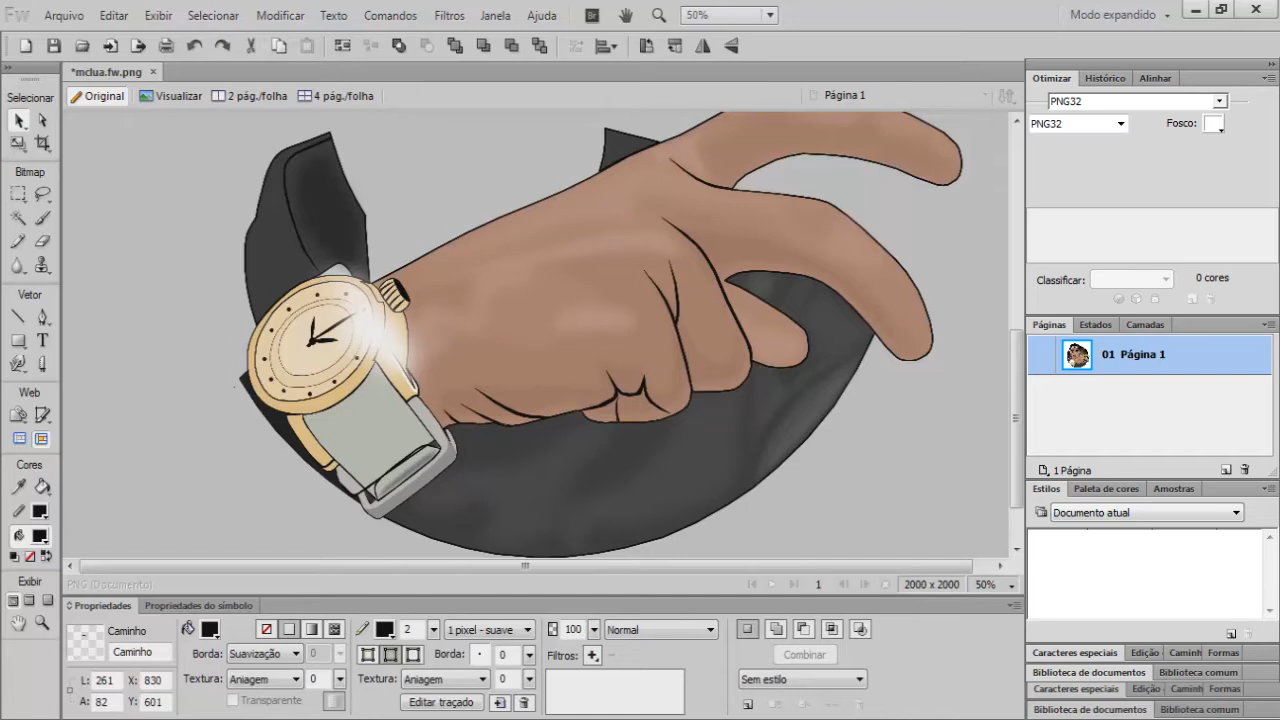 Fw Arquivo Editar Exibir Selecionar Modificar Texto Comandos Filtros Janela Ajuda Br 50% Modo expandido
*mclua.fw.png
Original Visualizar 2 pág./folha 4 pág./folha Página 1
Selecionar
Bitmap
Vetor
Web
Cores
Exibir
PNG (Documento) 1 2000 x 2000 50%
Propriedades Propriedades do símbolo
Caminho 2 1 pixel - suave 100 Normal
Caminho Borda: Suavização 0 Borda: 0 Filtros: Combinar
L: 261 X: 830 Textura: Aniagem 0 Textura: Aniagem 0 Sem estilo
A: 82 Y: 601 Transparente Editar traçado
Otimizar Histórico Alinhar
PNG32
PNG32 Fosco:
Classificar: 0 cores
Páginas Estados Camadas
01 Página 1
1 Página
Estilos Paleta de cores Amostras
Documento atual
Caracteres especiais Edição Caminh Formas
Biblioteca de documentos Biblioteca comum
Caracteres especiais Edição Caminh Formas
Biblioteca de documentos Biblioteca comum